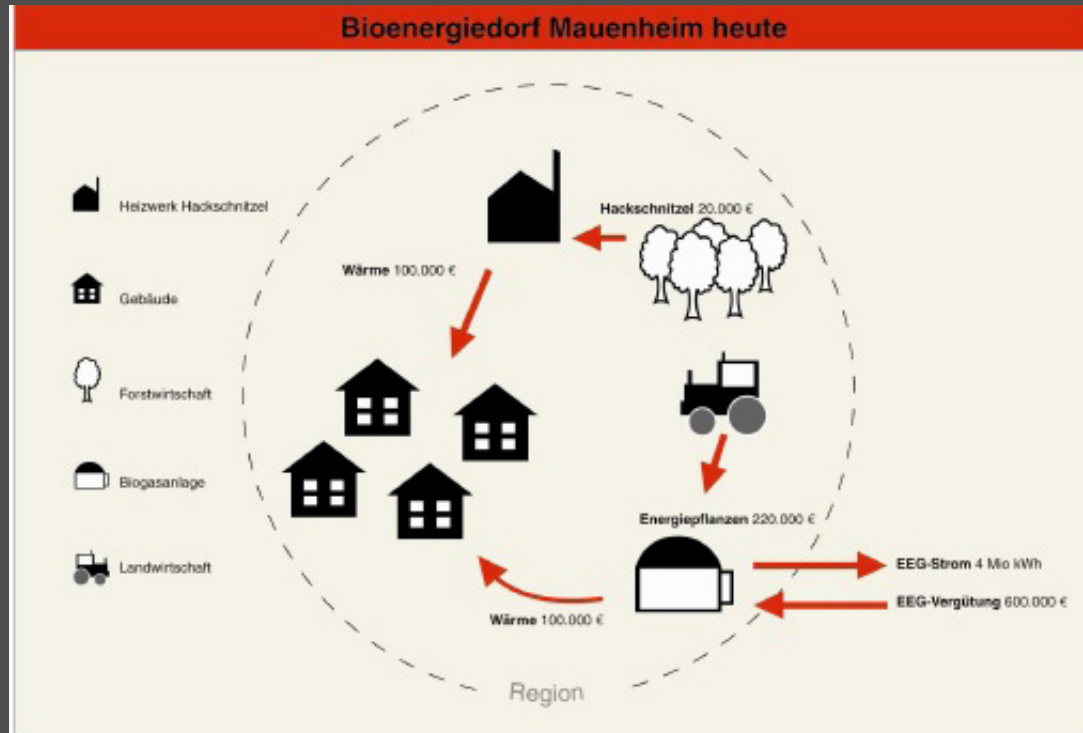 Bioenergiedorf Mauenheim heute
Heizwerk Hackschnitzel
Gebäude
Forstwirtschaft
Biogasanlage
Landwirtschaft
Hackschnitzel 20.000 €
Wärme 100.000 €
Energiepflanzen 220.000 €
EEG-Strom 4 Mio kWh
EEG-Vergütung 600.000 €
Wärme 100.000 €
Region